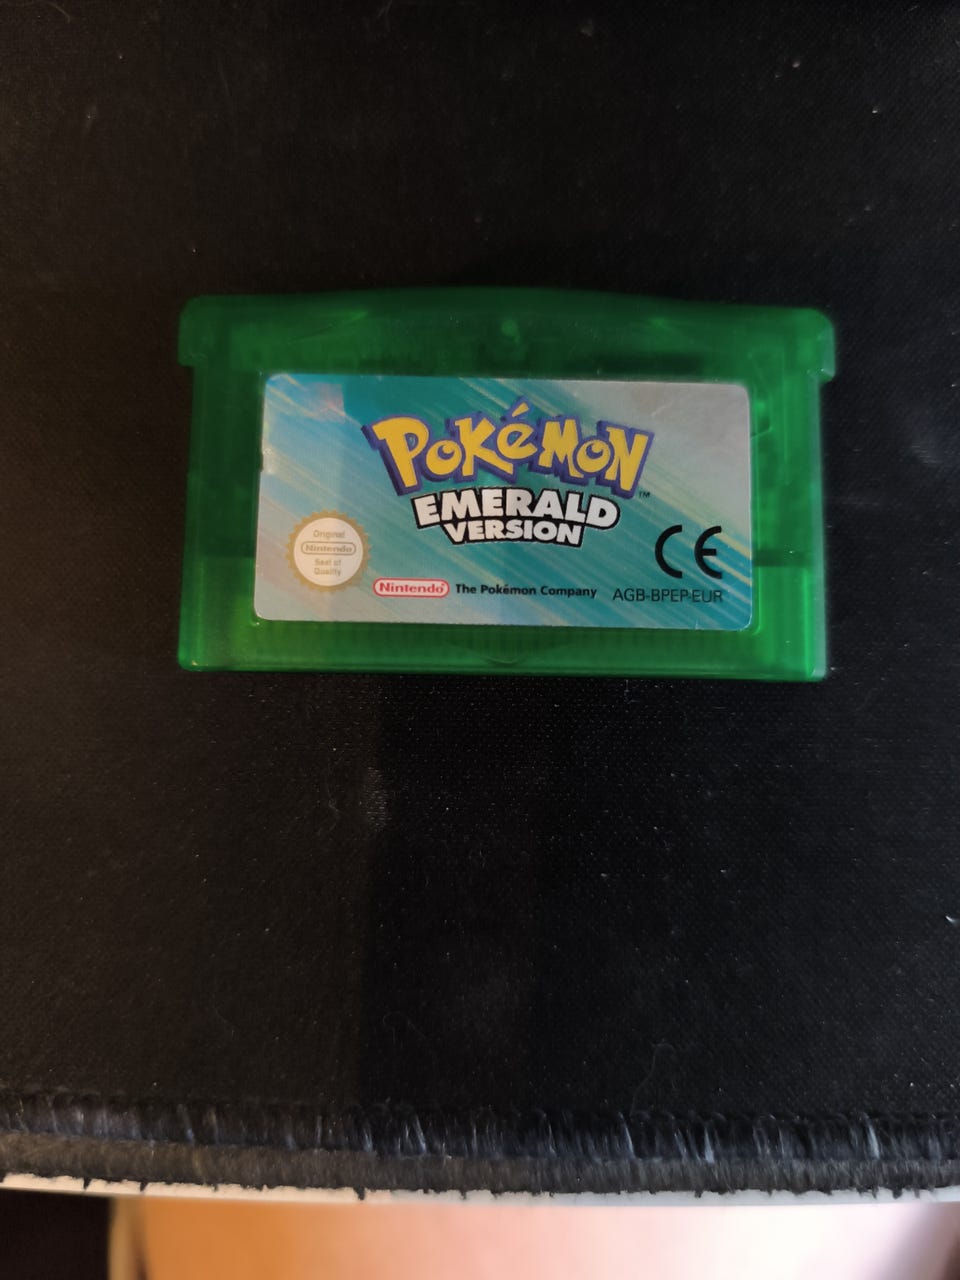 POKéMON
™
EMERALD
VERSION
Original
Nintendo
Seal of
Quality
CE
Nintendo The Pokémon Company AGB-BPEP-EUR